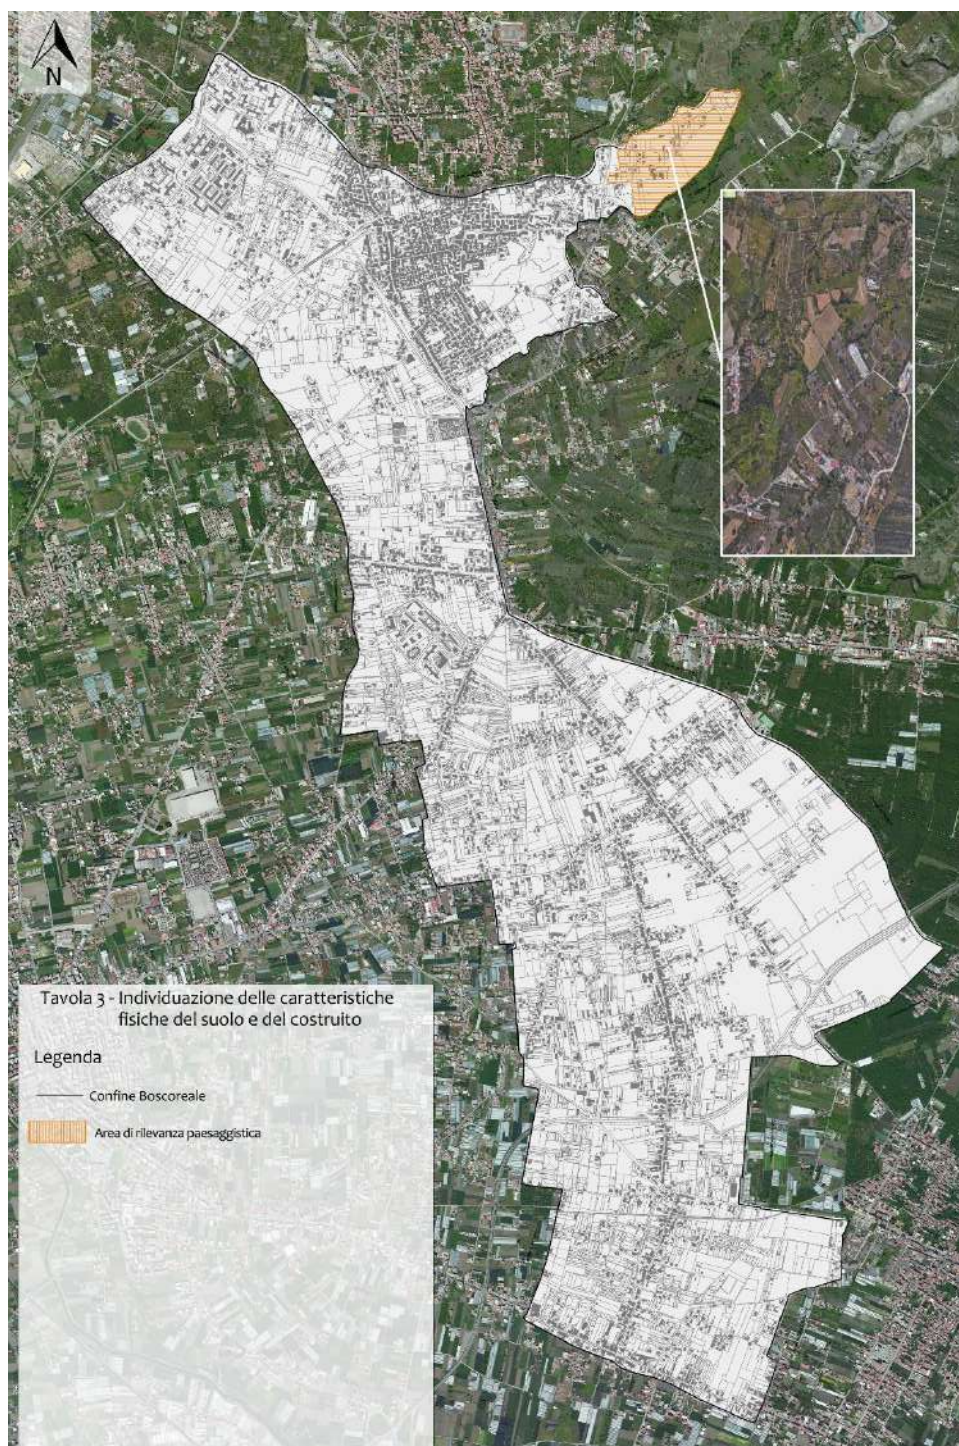 N
Tavola 3 - Individuazione delle caratteristiche
fisiche del suolo e del costruito
Legenda
Confine Boscoreale
Area di rilevanza paesaggistica